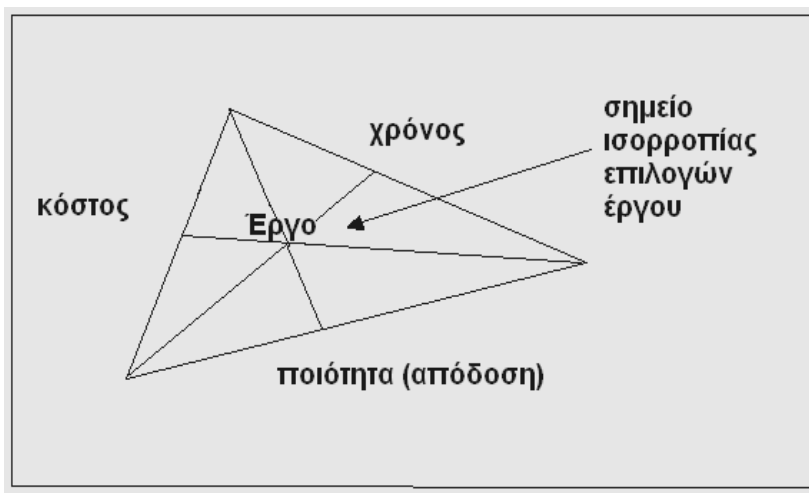 χρόνος
σημείο
ισορροπίας
επιλογών
έργου
κόστος
Έργο
ποιότητα (απόδοση)